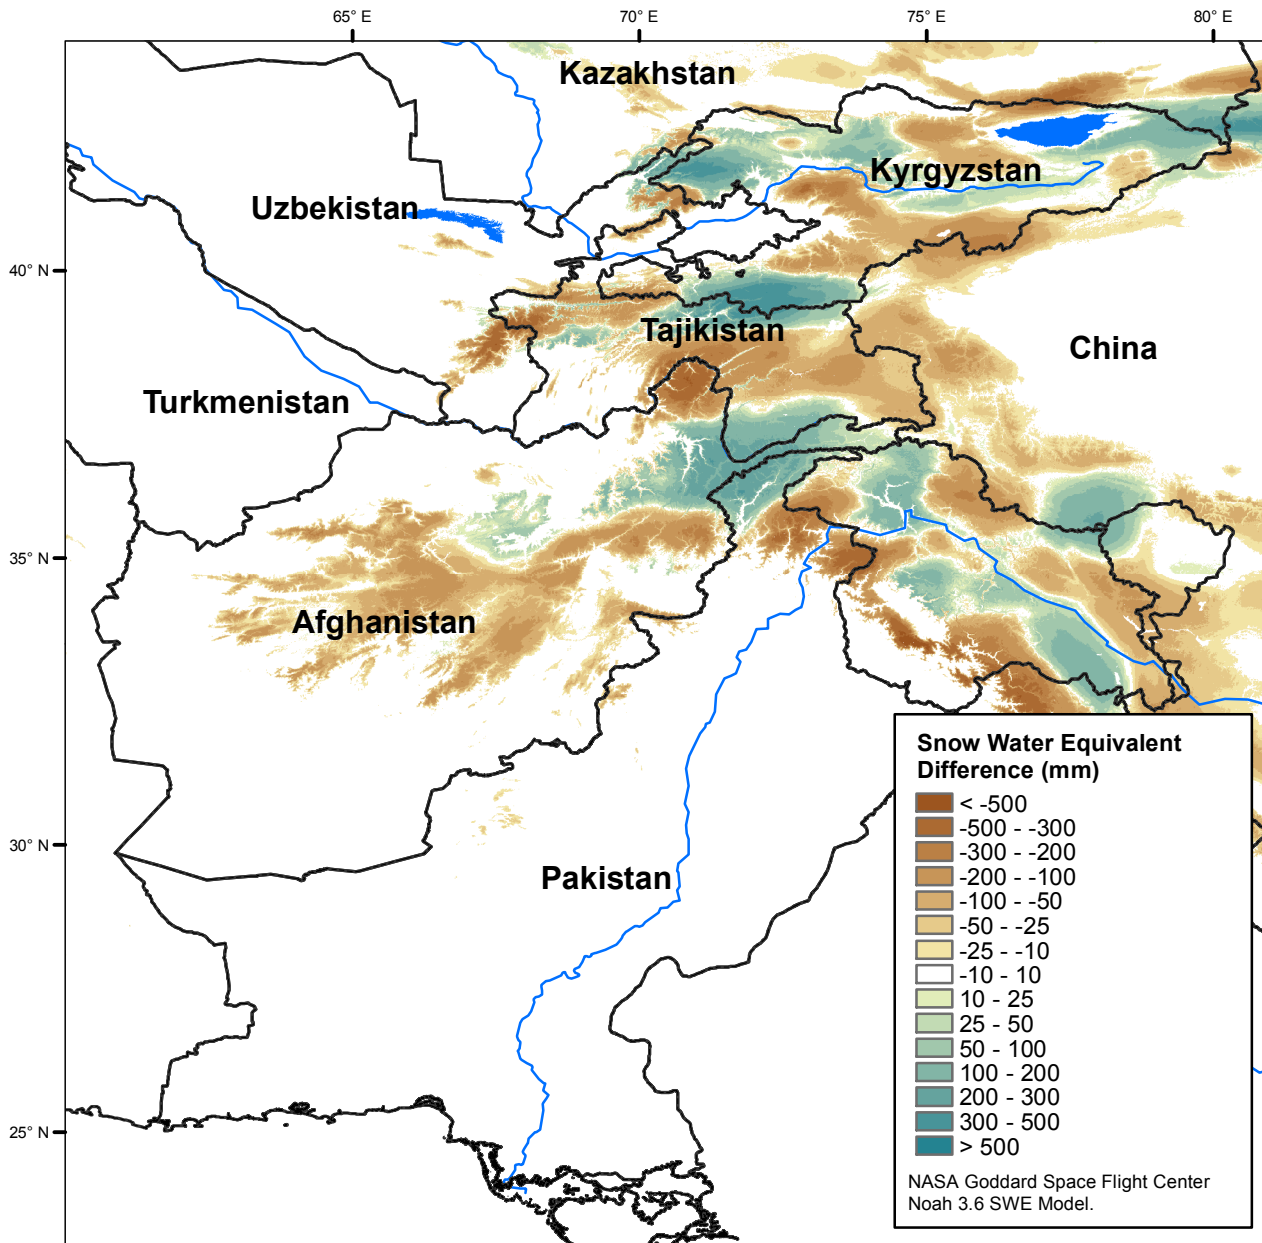 65° E
70° E
75° E
80° E
Kazakhstan
Kyrgyzstan
Uzbekistan
40° N
Tajikistan
China
Turkmenistan
35° N
Afghanistan
30° N
Pakistan
25° N
Snow Water Equivalent
Difference (mm)
< -500
-500 - -300
-300 - -200
-200 - -100
-100 - -50
-50 - -25
-25 - -10
-10 - 10
10 - 25
25 - 50
50 - 100
100 - 200
200 - 300
300 - 500
> 500
NASA Goddard Space Flight Center
Noah 3.6 SWE Model.